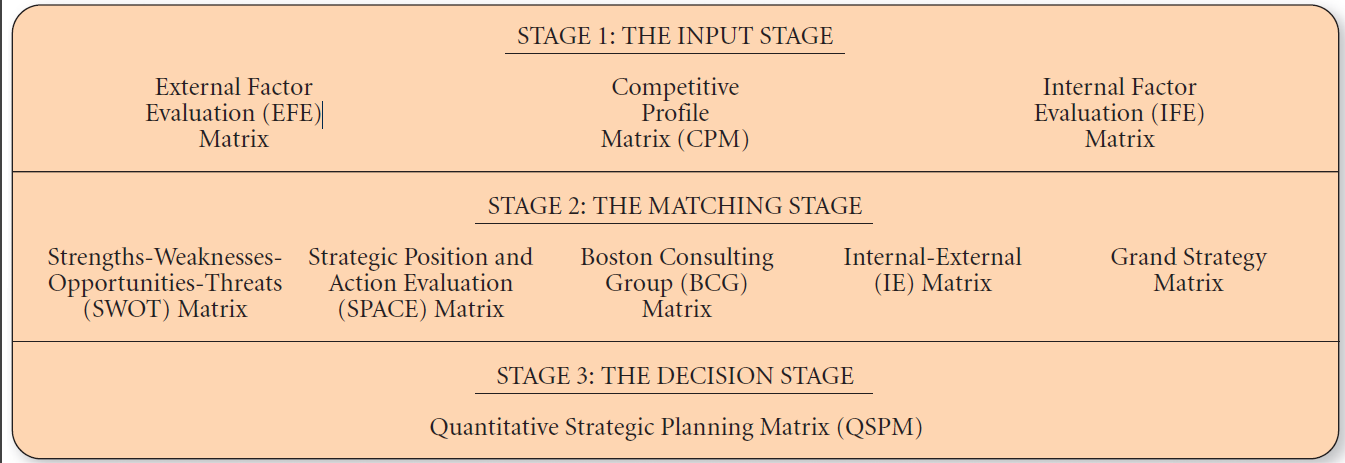 STAGE 1: THE INPUT STAGE
External Factor
Evaluation (EFE)
Matrix
Competitive
Profile
Matrix (CPM)
Internal Factor
Evaluation (IFE)
Matrix
STAGE 2: THE MATCHING STAGE
Strengths-Weaknesses-
Opportunities-Threats
(SWOT) Matrix
Strategic Position and
Action Evaluation
(SPACE) Matrix
Boston Consulting
Group (BCG)
Matrix
Internal-External
(IE) Matrix
Grand Strategy
Matrix
STAGE 3: THE DECISION STAGE
Quantitative Strategic Planning Matrix (QSPM)